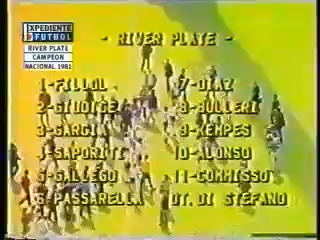 EXPEDIENTE
FUTBOL
RIVER PLATE
CAMPEON
NACIONAL 1981
- RIVER PLATE -
1-FILLOL
2-GIUDICE
3-GARCIA
4-SAPORITI
5-GALLEGO
6-PASSARELLA
7-DIAZ
8-BULLERI
9-KEMPES
10-ALONSO
11-COMMISSO
DT. DI STEFANO